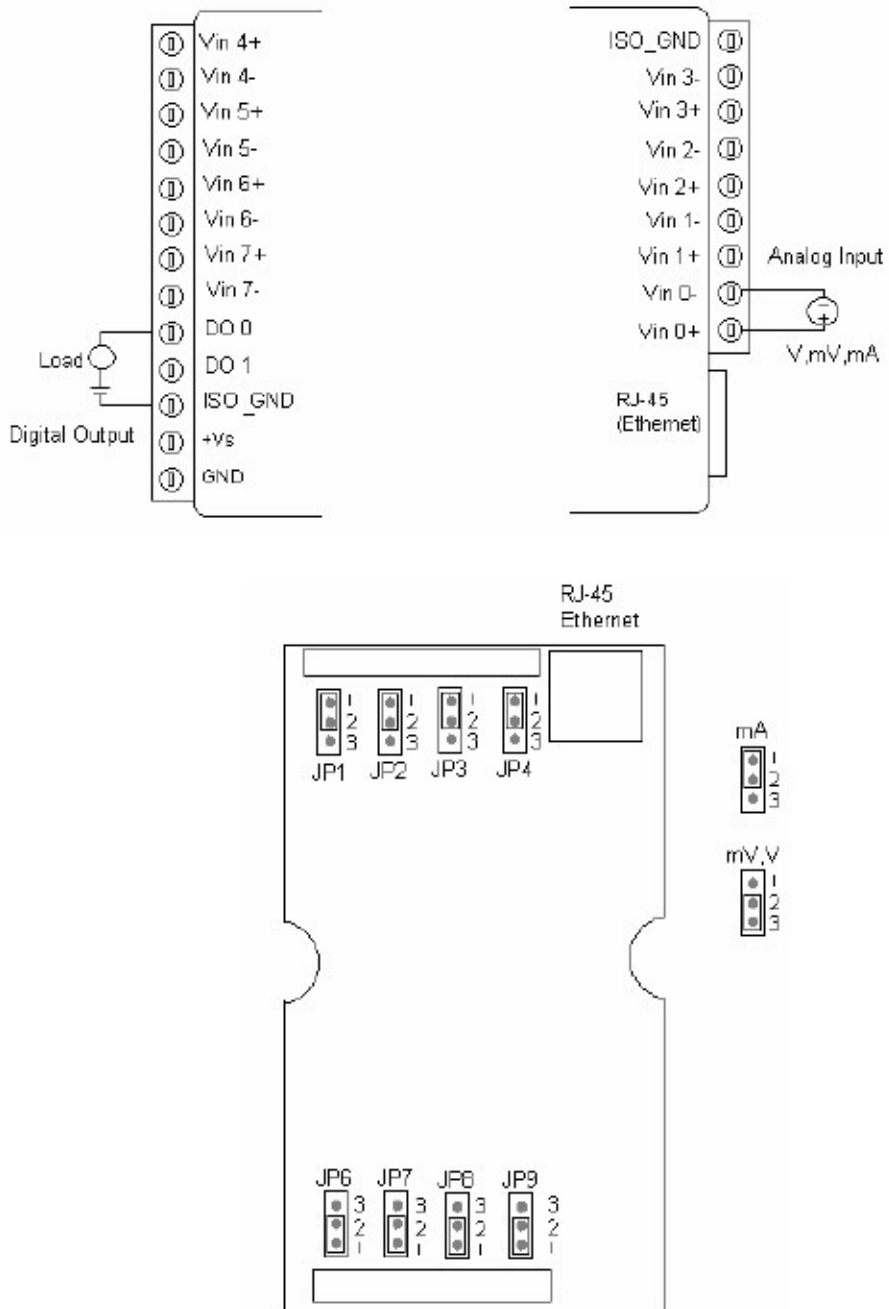 Vin 4+
Vin 4-
Vin 5+
Vin 5-
Vin 6+
Vin 6-
Vin 7+
Vin 7-
DO 0
DO 1
ISO_GND
+Vs
GND
Load
Digital Output
ISO_GND
Vin 3-
Vin 3+
Vin 2-
Vin 2+
Vin 1-
Vin 1+
Vin 0-
Vin 0+
Analog Input
V,mV,mA
RJ-45
(Ethernet)
RJ-45
Ethernet
1 1 1 1
2 2 2 2
3 3 3 3
JP1 JP2 JP3 JP4
mA
1
2
3
mV,V
1
2
3
JP6 JP7 JP8 JP9
3 3 3 3
2 2 2 2
1 1 1 1